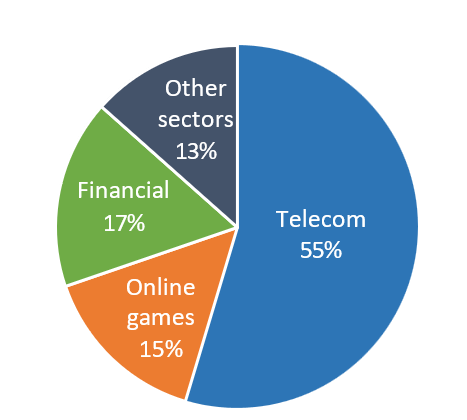 Other
sectors
13%
Financial
17%
Telecom
55%
Online
games
15%